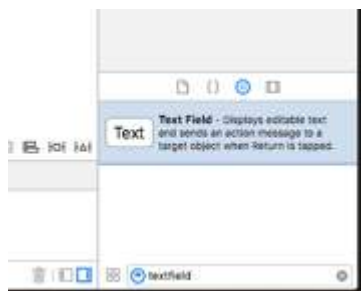 Text
Text Field - Displays editable text
and sends an action message to a
target object when Return is tapped.
textfield